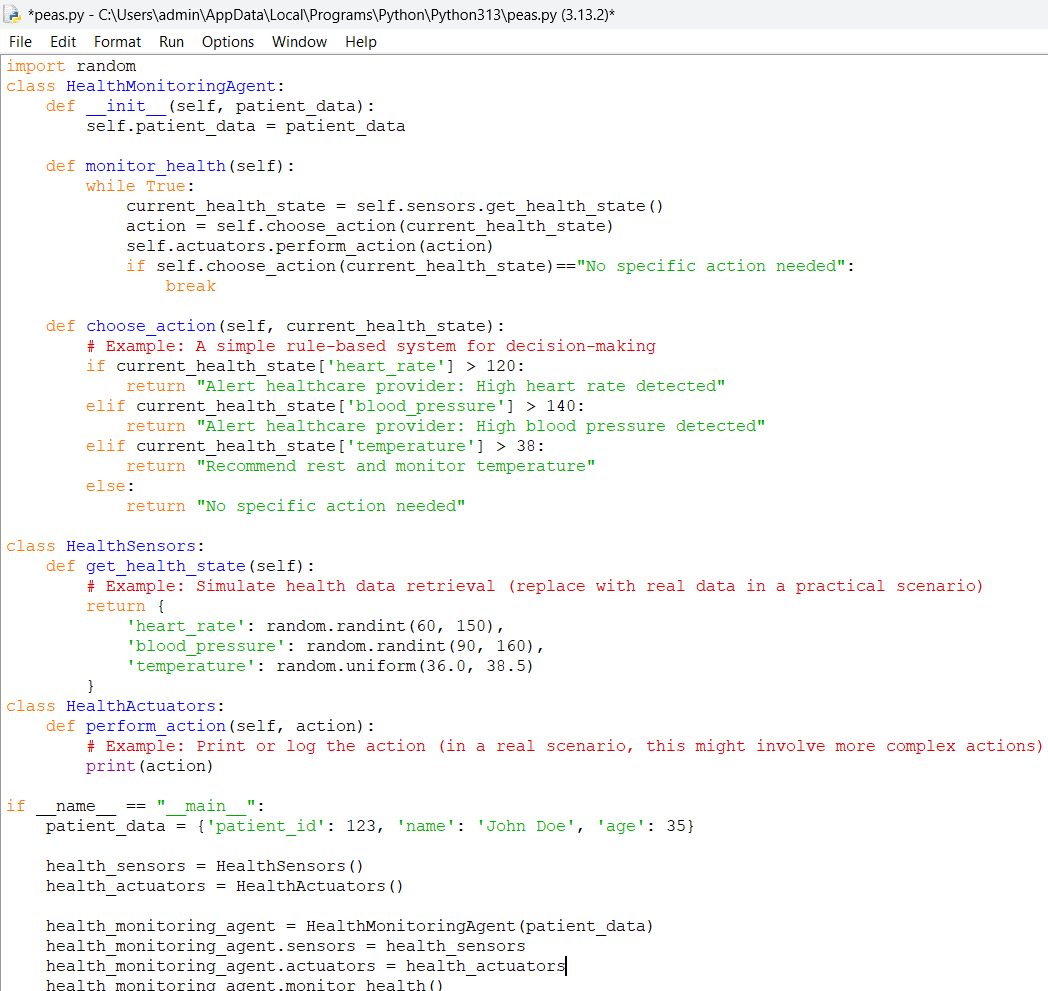 *peas.py - C:\Users\admin\AppData\Local\Programs\Python\Python313\peas.py (3.13.2)*
File Edit Format Run Options Window Help
import random
class HealthMonitoringAgent:
    def __init__(self, patient_data):
        self.patient_data = patient_data

    def monitor_health(self):
        while True:
            current_health_state = self.sensors.get_health_state()
            action = self.choose_action(current_health_state)
            self.actuators.perform_action(action)
            if self.choose_action(current_health_state)=="No specific action needed":
                break

    def choose_action(self, current_health_state):
        # Example: A simple rule-based system for decision-making
        if current_health_state['heart_rate'] > 120:
            return "Alert healthcare provider: High heart rate detected"
        elif current_health_state['blood_pressure'] > 140:
            return "Alert healthcare provider: High blood pressure detected"
        elif current_health_state['temperature'] > 38:
            return "Recommend rest and monitor temperature"
        else:
            return "No specific action needed"

class HealthSensors:
    def get_health_state(self):
        # Example: Simulate health data retrieval (replace with real data in a practical scenario)
        return {
            'heart_rate': random.randint(60, 150),
            'blood_pressure': random.randint(90, 160),
            'temperature': random.uniform(36.0, 38.5)
        }
class HealthActuators:
    def perform_action(self, action):
        # Example: Print or log the action (in a real scenario, this might involve more complex actions)
        print(action)

if __name__ == "__main__":
    patient_data = {'patient_id': 123, 'name': 'John Doe', 'age': 35}

    health_sensors = HealthSensors()
    health_actuators = HealthActuators()

    health_monitoring_agent = HealthMonitoringAgent(patient_data)
    health_monitoring_agent.sensors = health_sensors
    health_monitoring_agent.actuators = health_actuators
    health_monitoring_agent.monitor_health()